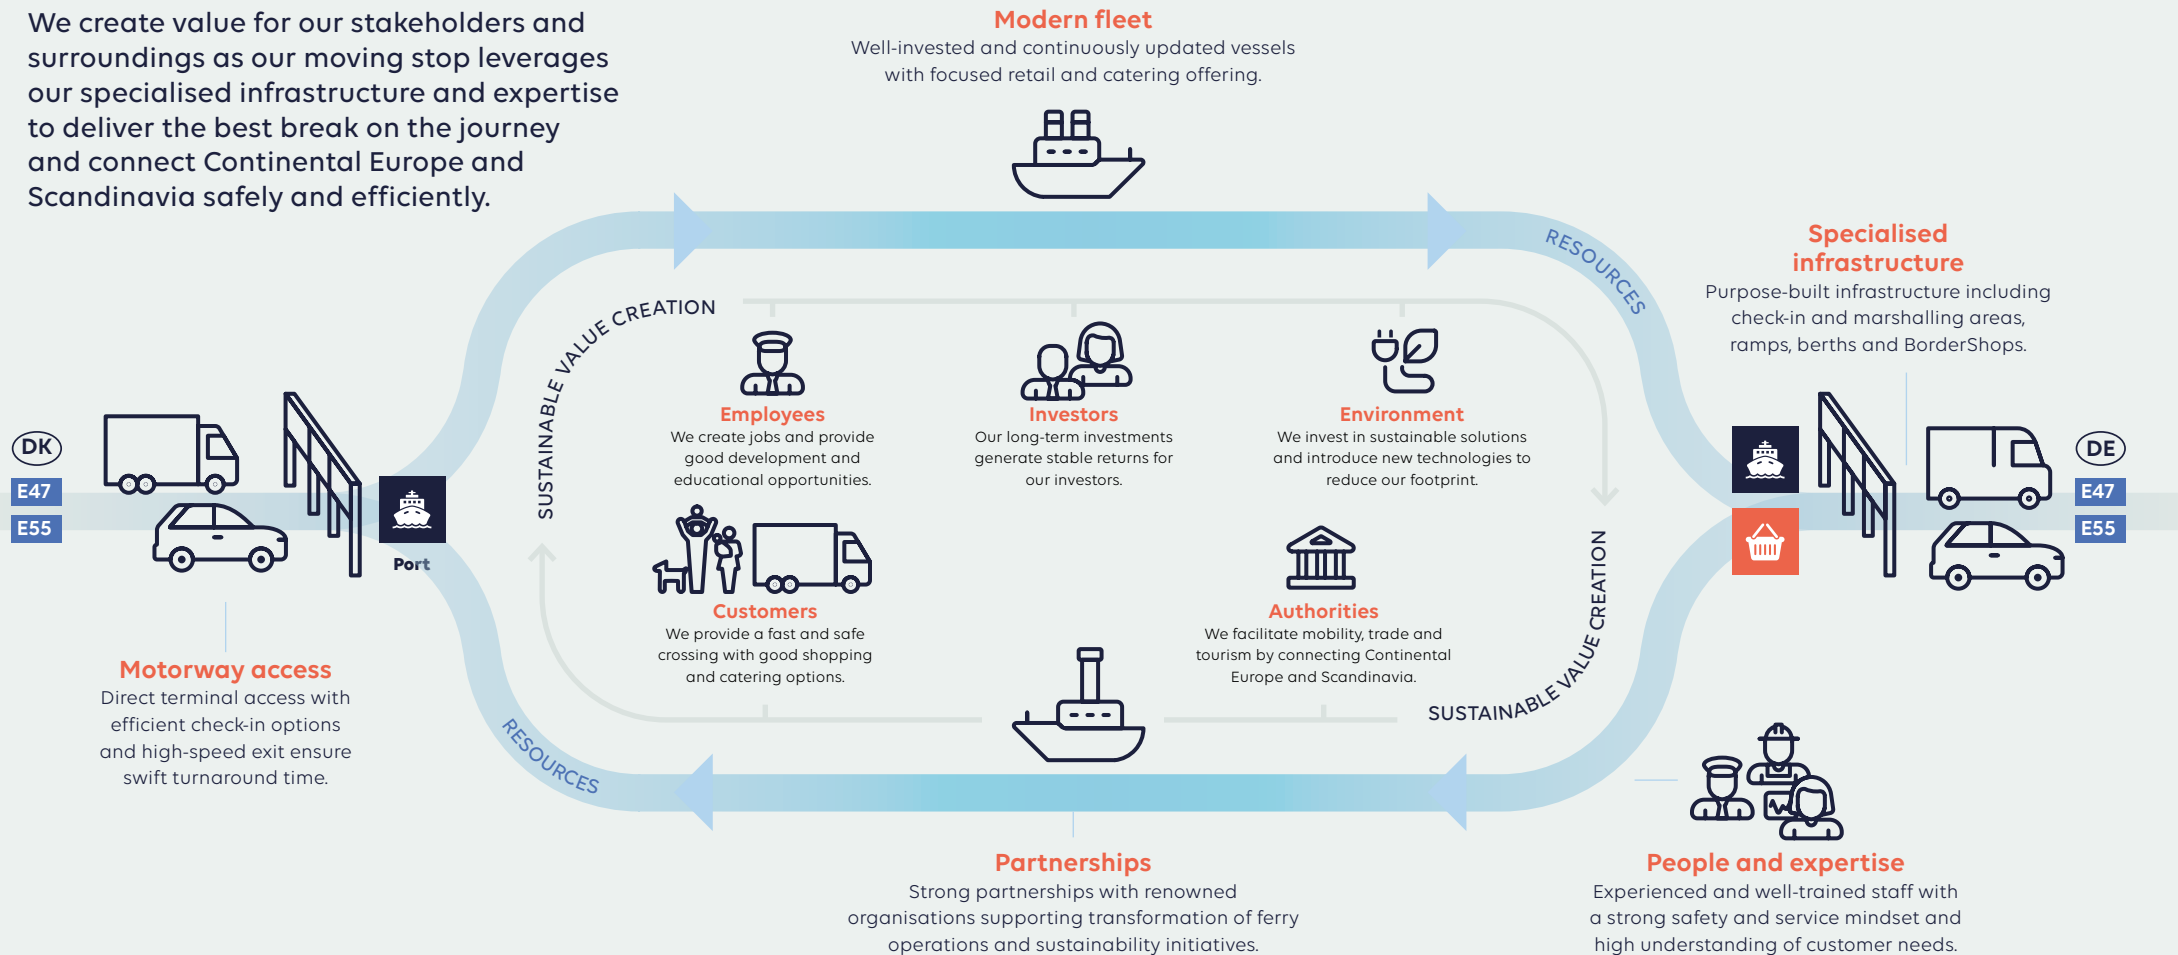 We create value for our stakeholders and
surroundings as our moving stop leverages
our specialised infrastructure and expertise
to deliver the best break on the journey
and connect Continental Europe and
Scandinavia safely and efficiently.
Modern fleet
Well-invested and continuously updated vessels
with focused retail and catering offering.
RESOURCES
Specialised
infrastructure
Purpose-built infrastructure including
check-in and marshalling areas,
ramps, berths and BorderShops.
SUSTAINABLE VALUE CREATION
Employees
We create jobs and provide
good development and
educational opportunities.
Investors
Our long-term investments
generate stable returns for
our investors.
Environment
We invest in sustainable solutions
and introduce new technologies to
reduce our footprint.
DK
E47
E55
Port
DE
E47
E55
Customers
We provide a fast and safe
crossing with good shopping
and catering options.
Authorities
We facilitate mobility, trade and
tourism by connecting Continental
Europe and Scandinavia.
SUSTAINABLE VALUE CREATION
Motorway access
Direct terminal access with
efficient check-in options
and high-speed exit ensure
swift turnaround time.
RESOURCES
Partnerships
Strong partnerships with renowned
organisations supporting transformation of ferry
operations and sustainability initiatives.
People and expertise
Experienced and well-trained staff with
a strong safety and service mindset and
high understanding of customer needs.